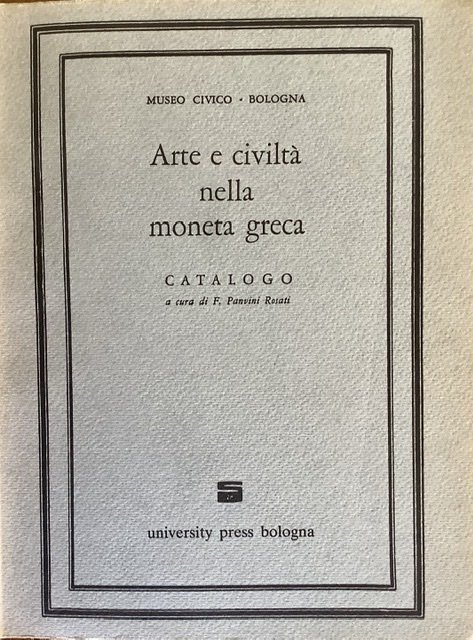 MUSEO CIVICO • BOLOGNA
Arte e civiltà
nella
moneta greca
CATALOGO
a cura di F. Panvini Rosati
university press bologna